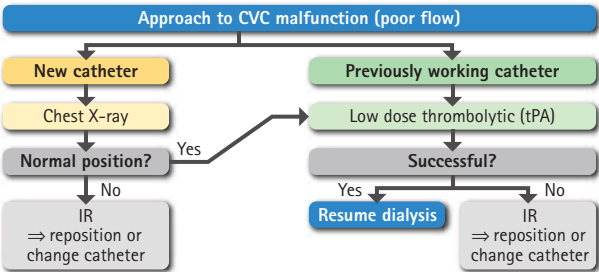 Approach to CVC malfunction (poor flow)
New catheter
Previously working catheter
Chest X-ray
Low dose thrombolytic (tPA)
Normal position?
Yes
Successful?
No
Yes
No
IR
⇒ reposition or
change catheter
Resume dialysis
IR
⇒ reposition or
change catheter